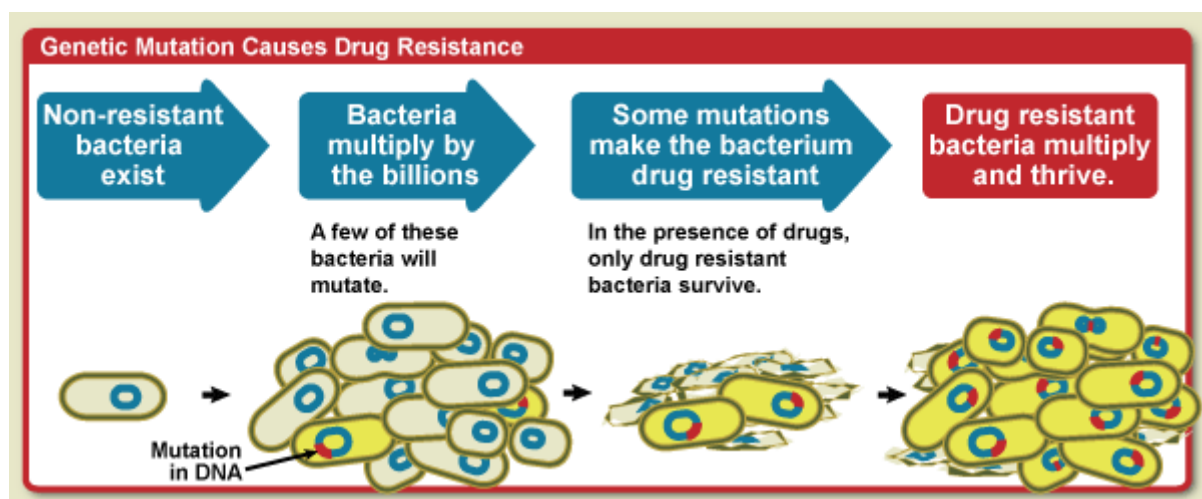 Genetic Mutation Causes Drug Resistance
Non-resistant
bacteria
exist
Bacteria
multiply by
the billions
Some mutations
make the bacterium
drug resistant
Drug resistant
bacteria multiply
and thrive.
A few of these
bacteria will
mutate.
In the presence of drugs,
only drug resistant
bacteria survive.
Mutation
in DNA